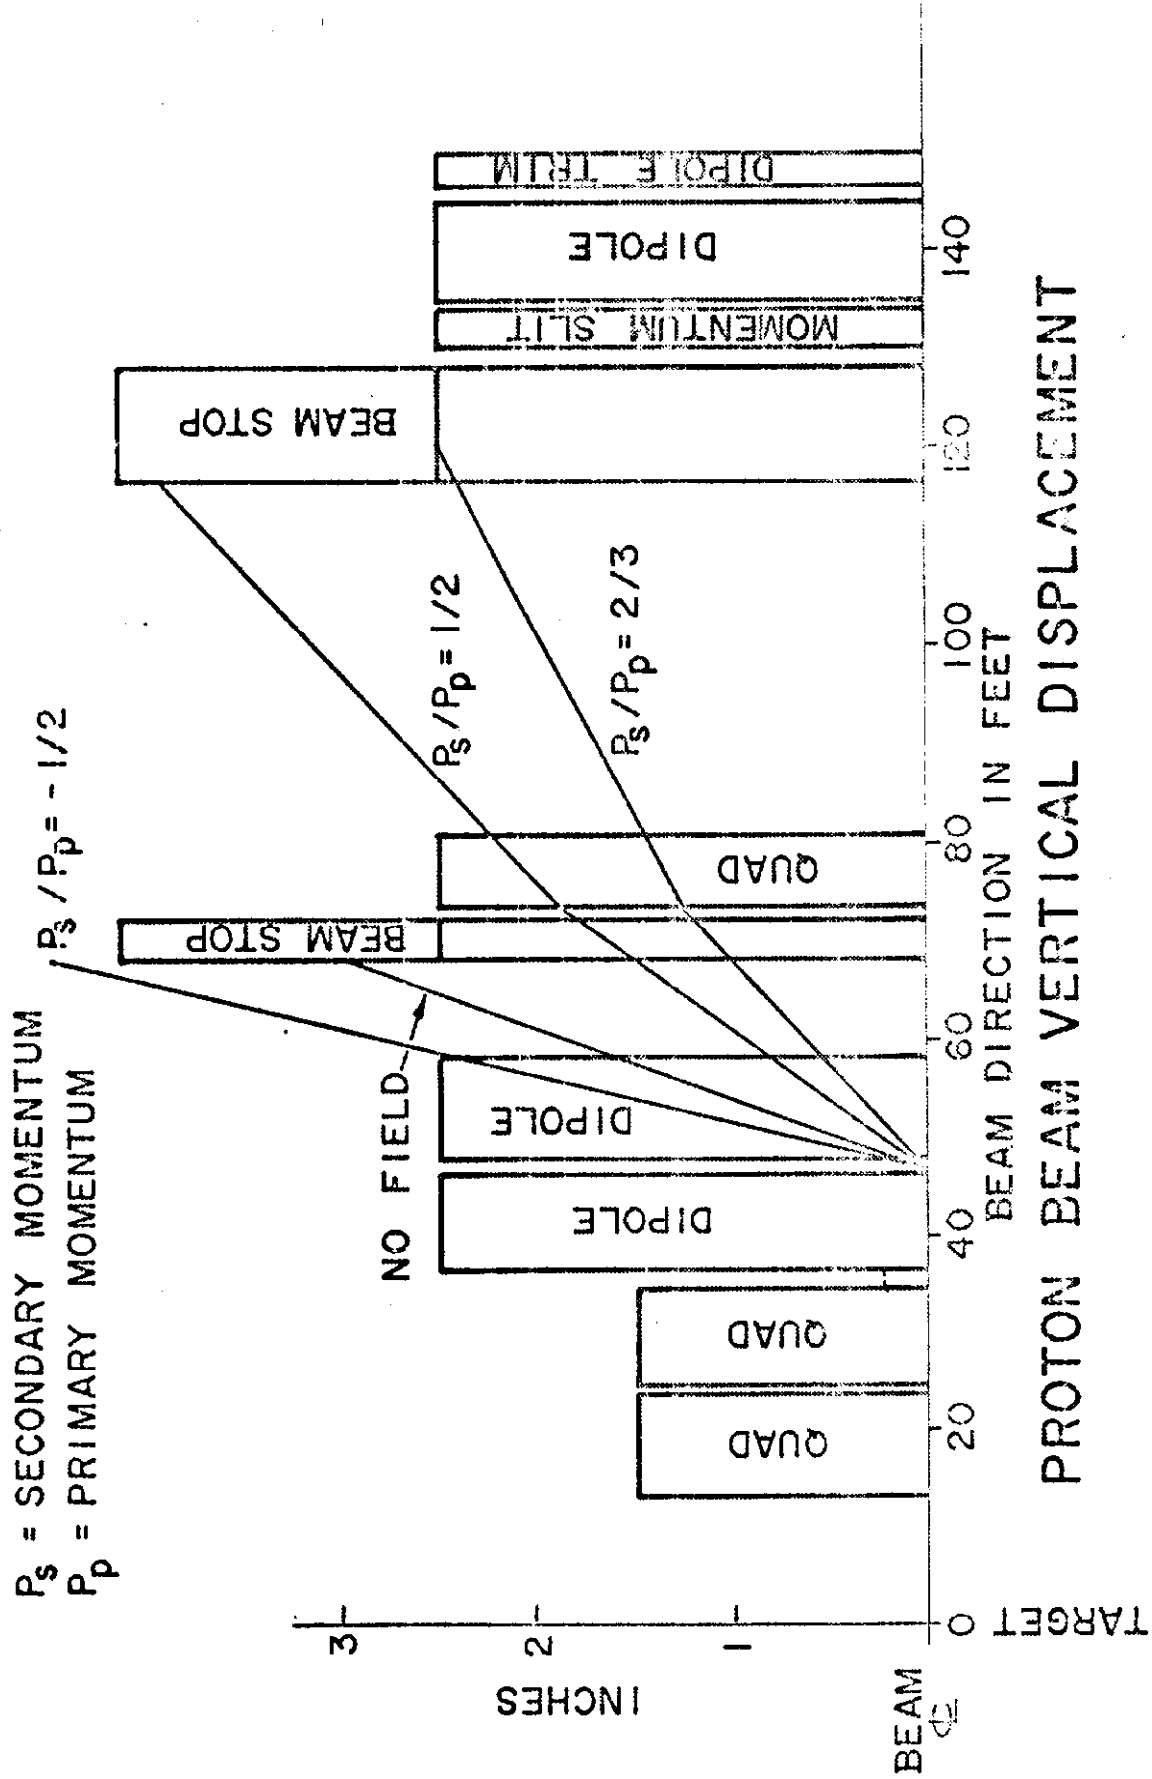 Ps = SECONDARY MOMENTUM
Pp = PRIMARY MOMENTUM
Ps/Pp = -1/2
NO FIELD
Ps/Pp = 1/2
Ps/Pp = 2/3
INCHES
3
2
1
BEAM
℄
QUAD
QUAD
DIPOLE
DIPOLE
BEAM STOP
QUAD
BEAM STOP
MOMENTUM SLIT
DIPOLE
DIPOLE TRIM
0 20 40 60 80 100 120 140
TARGET
BEAM DIRECTION IN FEET
PROTON BEAM VERTICAL DISPLACEMENT